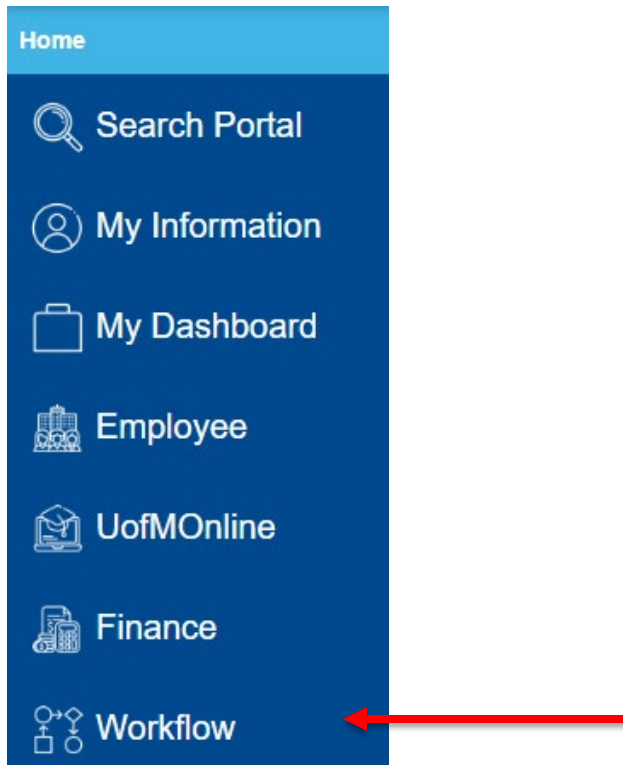 Home
Search Portal
My Information
My Dashboard
Employee
UofMOnline
Finance
Workflow